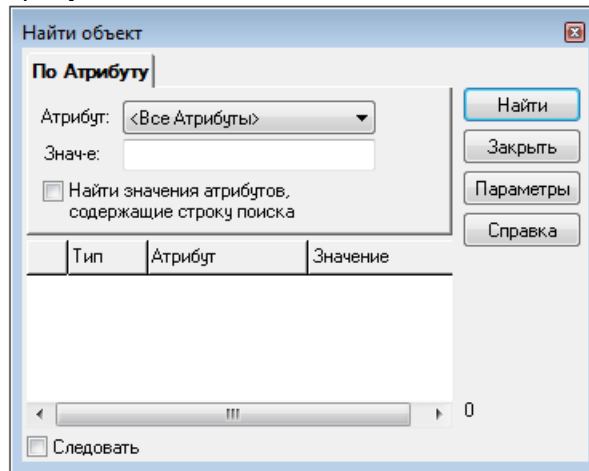 Найти объект
По Атрибуту
Атрибут: <Все Атрибуты>
Знач-е:
Найти значения атрибутов,
содержащие строку поиска
Найти
Закрыть
Параметры
Справка
Тип Атрибут Значение
0
Следовать